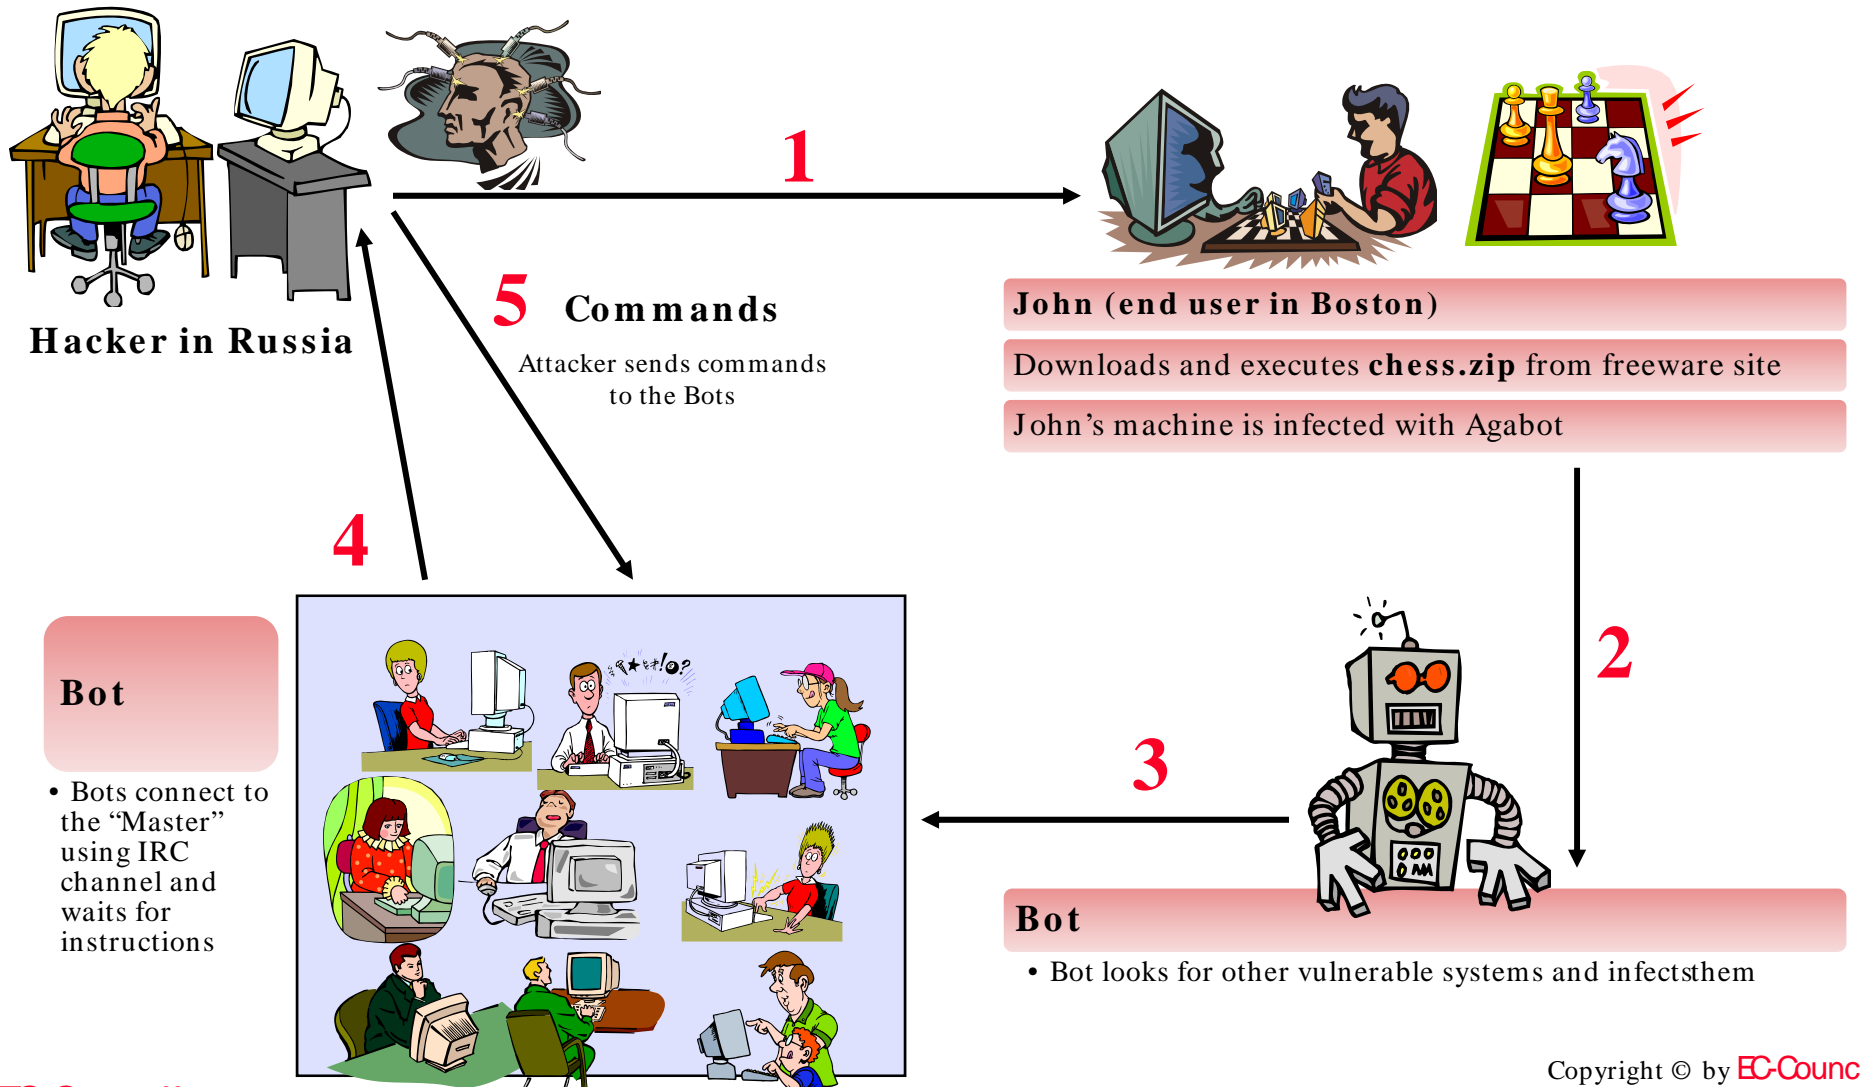 1
5 Commands
Hacker in Russia
Attacker sends commands
to the Bots
John (end user in Boston)
Downloads and executes chess.zip from freeware site
John’s machine is infected with Agabot
4
2
Bot
• Bots connect to
the “Master”
using IRC
channel and
waits for
instructions
3
Bot
• Bot looks for other vulnerable systems and infectsthem
Copyright © by EC-Counc